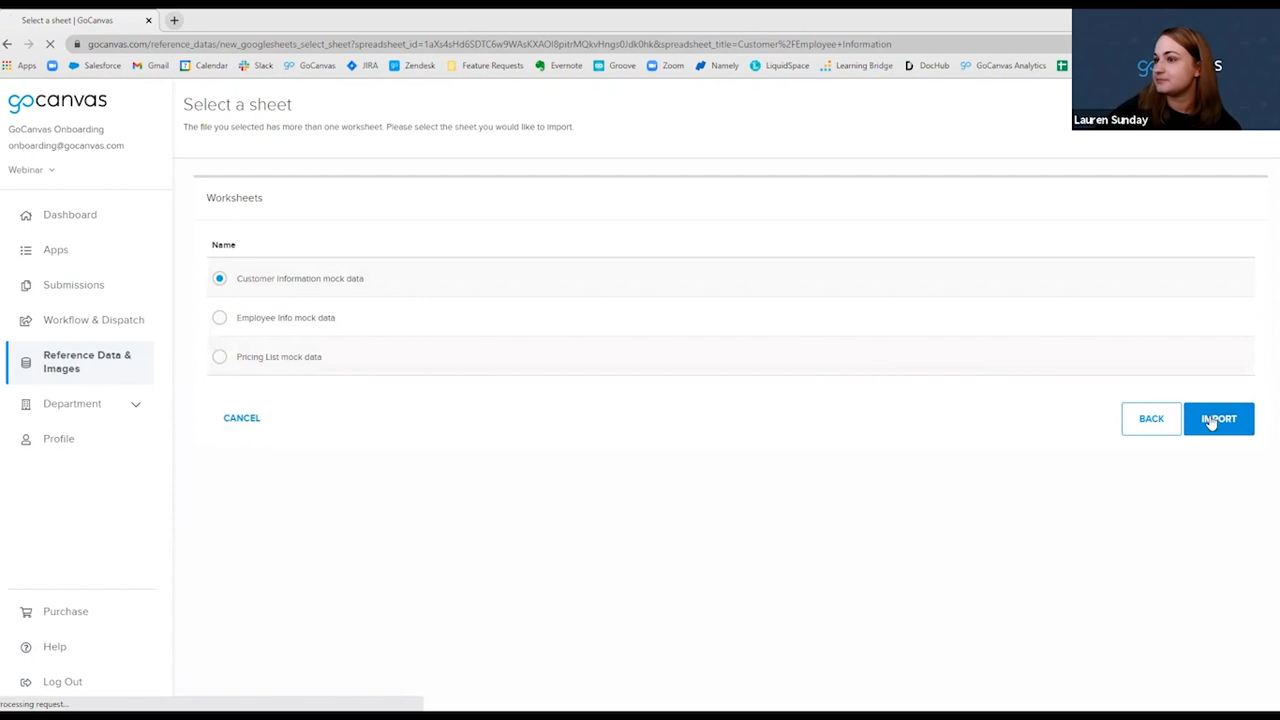 Select a sheet | GoCanvas
gocanvas.com/reference_datas/new_googlesheets_select_sheet?spreadsheet_id=1aXs4sHd6SDTC6w9WAsKXAOI8pitrMQkvHngs0Jdk0hk&spreadsheet_title=Customer%2FEmployee+Information
Apps Salesforce Gmail Calendar Slack GoCanvas JIRA Zendesk Feature Requests Evernote Groove Zoom Namely LiquidSpace Learning Bridge DocHub GoCanvas Analytics
Lauren Sunday
gocanvas
GoCanvas Onboarding
onboarding@gocanvas.com
Webinar
Dashboard
Apps
Submissions
Workflow & Dispatch
Reference Data &
Images
Department
Profile
Purchase
Help
Log Out
Select a sheet
The file you selected has more than one worksheet. Please select the sheet you would like to import.
Worksheets
Name
Customer Information mock data
Employee Info mock data
Pricing List mock data
CANCEL
BACK
IMPORT
rocessing request...